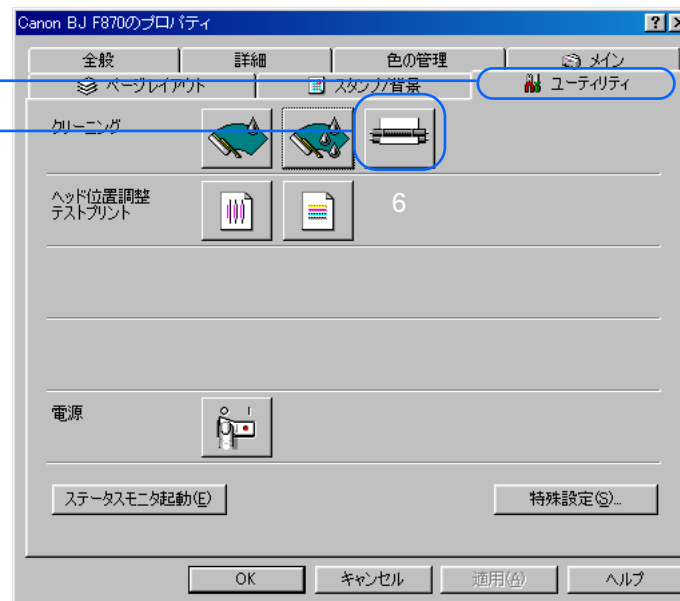 Canon BJ F870のプロパティ
全般 詳細 色の管理 メイン
ページレイアウト スタンプ/背景 ユーティリティ
クリーニング
ヘッド位置調整
テストプリント
6
電源
ステータスモニタ起動(E) 特殊設定(S)...
OK キャンセル 適用(A) ヘルプ